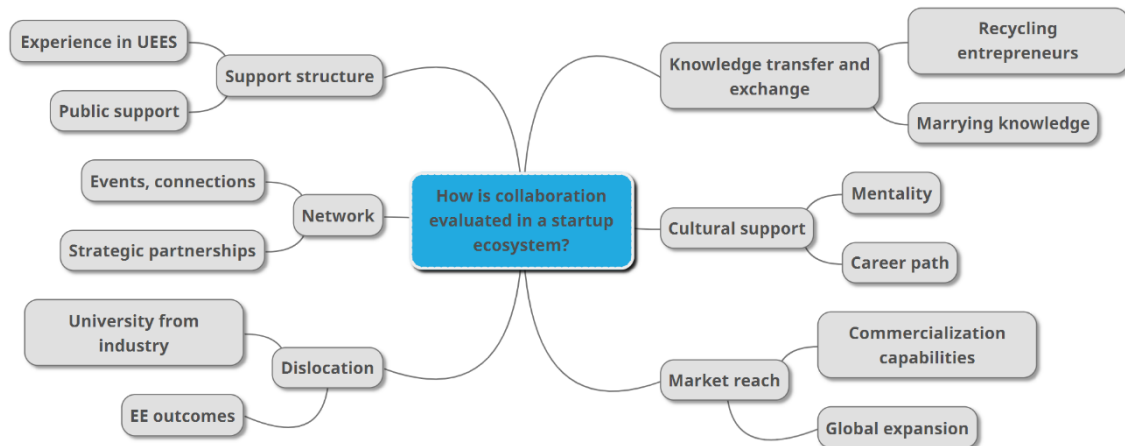 Experience in UEES
Support structure
Public support
Events, connections
Network
Strategic partnerships
University from
industry
Dislocation
EE outcomes
How is collaboration
evaluated in a startup
ecosystem?
Knowledge transfer and
exchange
Recycling
entrepreneurs
Marrying knowledge
Cultural support
Mentality
Career path
Market reach
Commercialization
capabilities
Global expansion